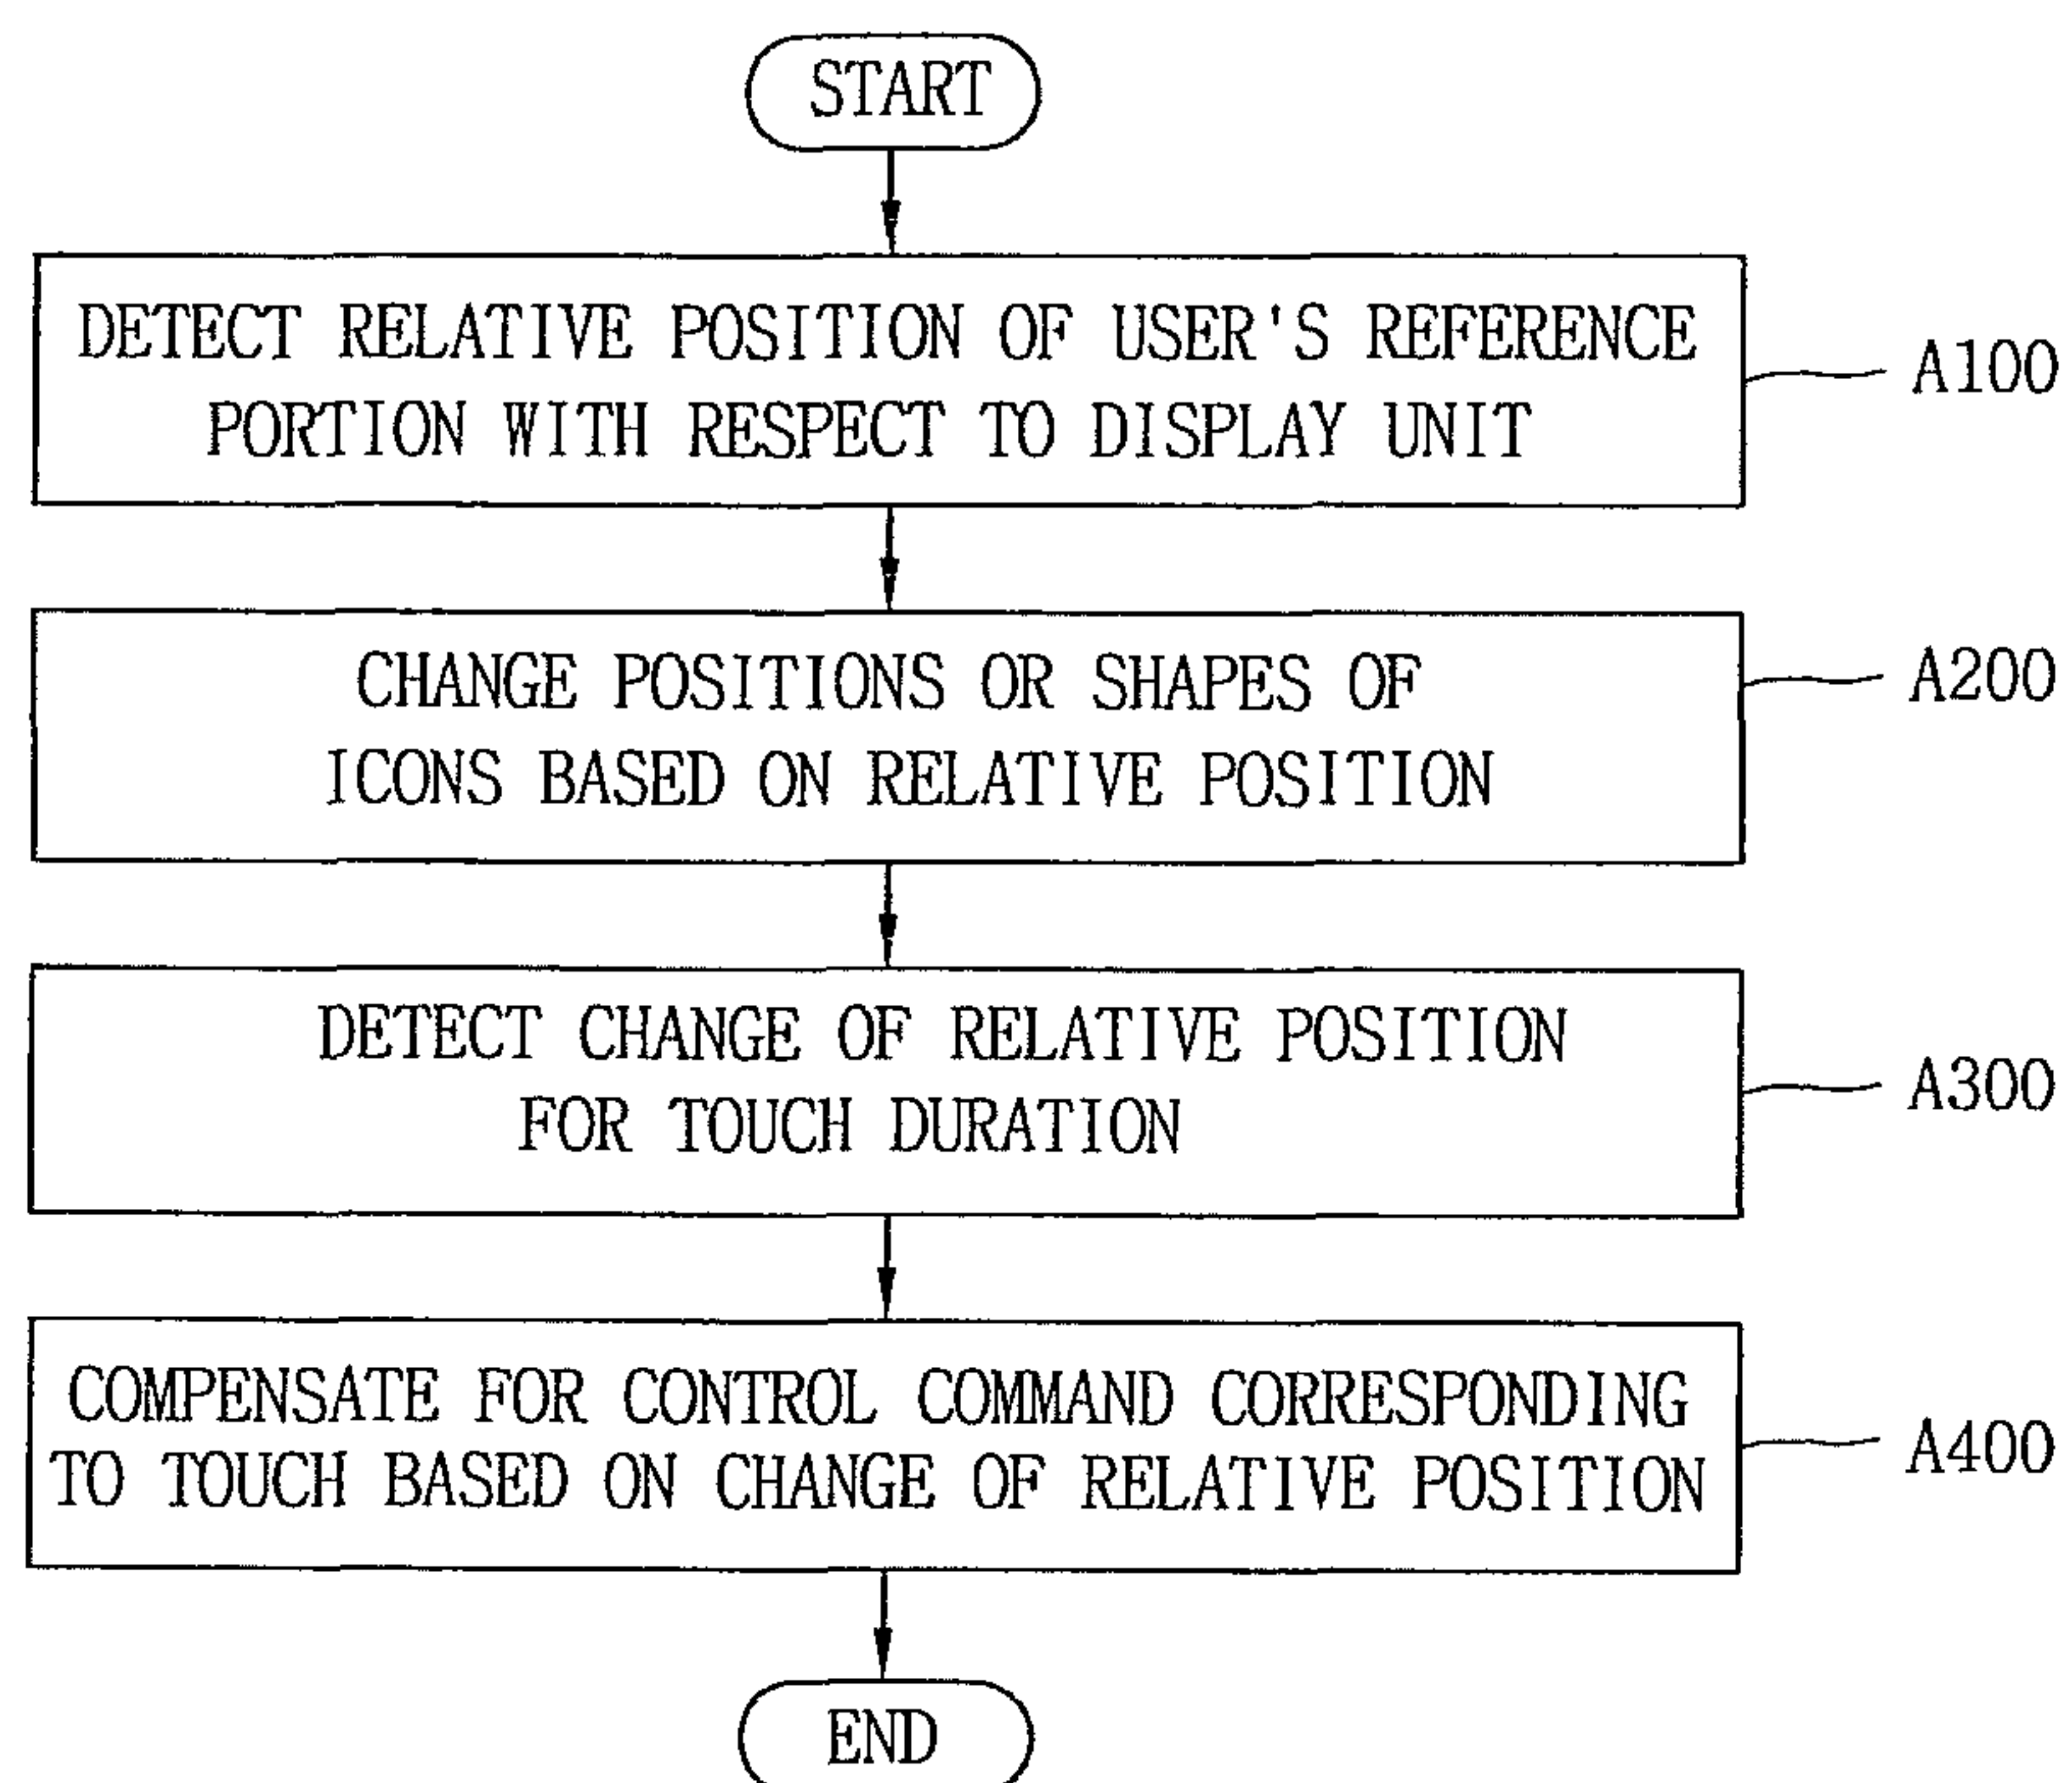 START
DETECT RELATIVE POSITION OF USER'S REFERENCE
PORTION WITH RESPECT TO DISPLAY UNIT
A100
CHANGE POSITIONS OR SHAPES OF
ICONS BASED ON RELATIVE POSITION
A200
DETECT CHANGE OF RELATIVE POSITION
FOR TOUCH DURATION
A300
COMPENSATE FOR CONTROL COMMAND CORRESPONDING
TO TOUCH BASED ON CHANGE OF RELATIVE POSITION
A400
END